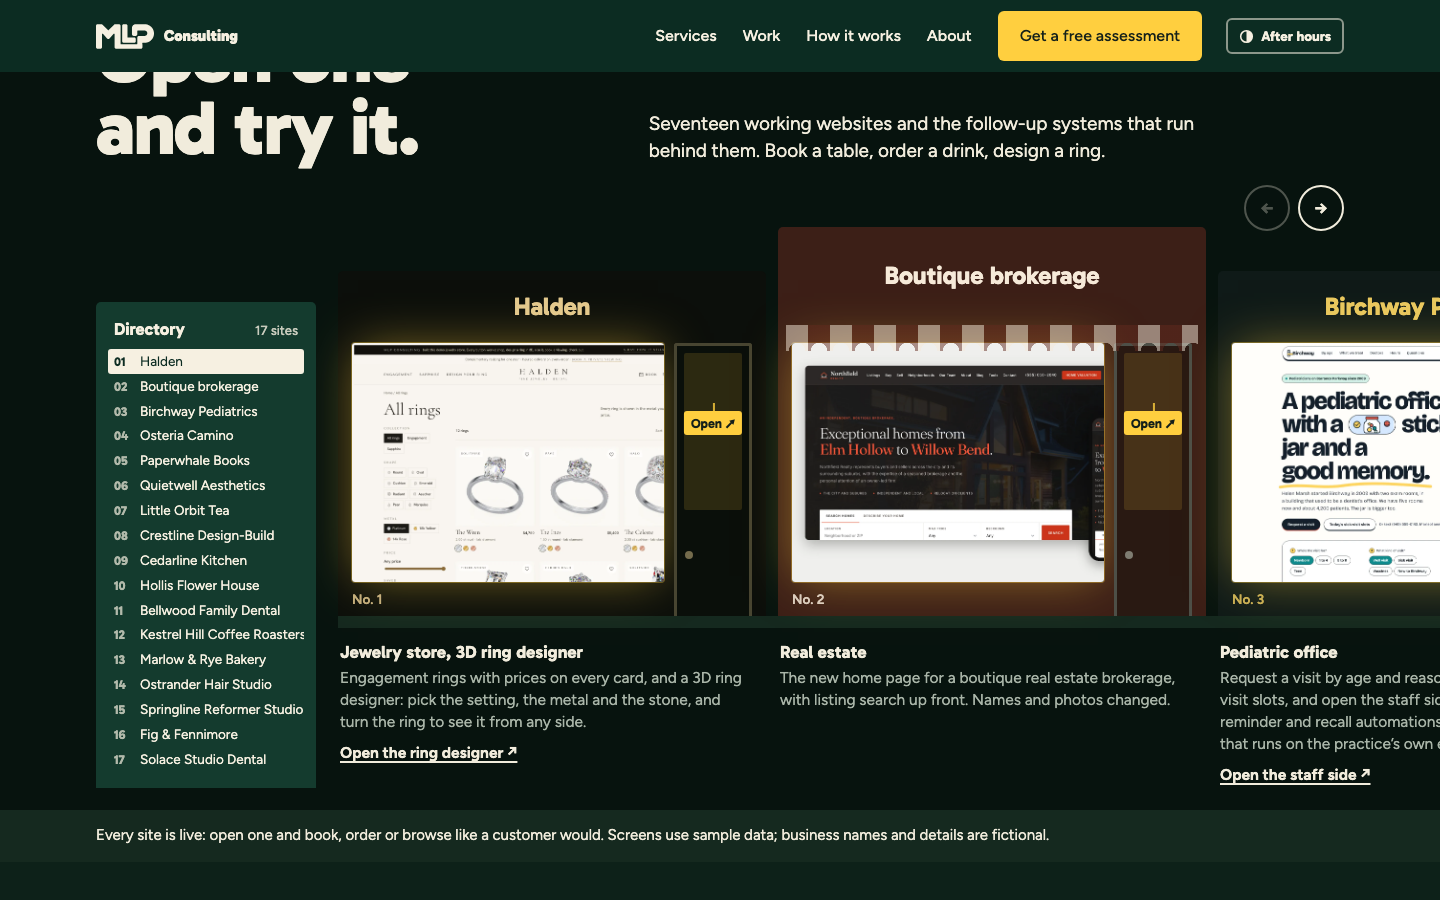 MLP Consulting
Services
Work
How it works
About
Get a free assessment
After hours
Open one
and try it.
Seventeen working websites and the follow-up systems that run
behind them. Book a table, order a drink, design a ring.
Directory
17 sites
01 Halden
02 Boutique brokerage
03 Birchway Pediatrics
04 Osteria Camino
05 Paperwhale Books
06 Quietwell Aesthetics
07 Little Orbit Tea
08 Crestline Design-Build
09 Cedarline Kitchen
10 Hollis Flower House
11 Bellwood Family Dental
12 Kestrel Hill Coffee Roasters
13 Marlow & Rye Bakery
14 Ostrander Hair Studio
15 Springline Reformer Studio
16 Fig & Fennimore
17 Solace Studio Dental
Halden
HALDEN
All rings
Open ↗
No. 1
Jewelry store, 3D ring designer
Engagement rings with prices on every card, and a 3D ring
designer: pick the setting, the metal and the stone, and
turn the ring to see it from any side.
Open the ring designer ↗
Boutique brokerage
Northfield
Exceptional homes from
Elm Hollow to Willow Bend.
Open ↗
No. 2
Real estate
The new home page for a boutique real estate brokerage,
with listing search up front. Names and photos changed.
Birchway P
Birchway
A pediatric offic
with a stick
jar and a
good memory.
No. 3
Pediatric office
Request a visit by age and reaso
visit slots, and open the staff sid
reminder and recall automations
that runs on the practice's own e
Open the staff side ↗
Every site is live: open one and book, order or browse like a customer would. Screens use sample data; business names and details are fictional.